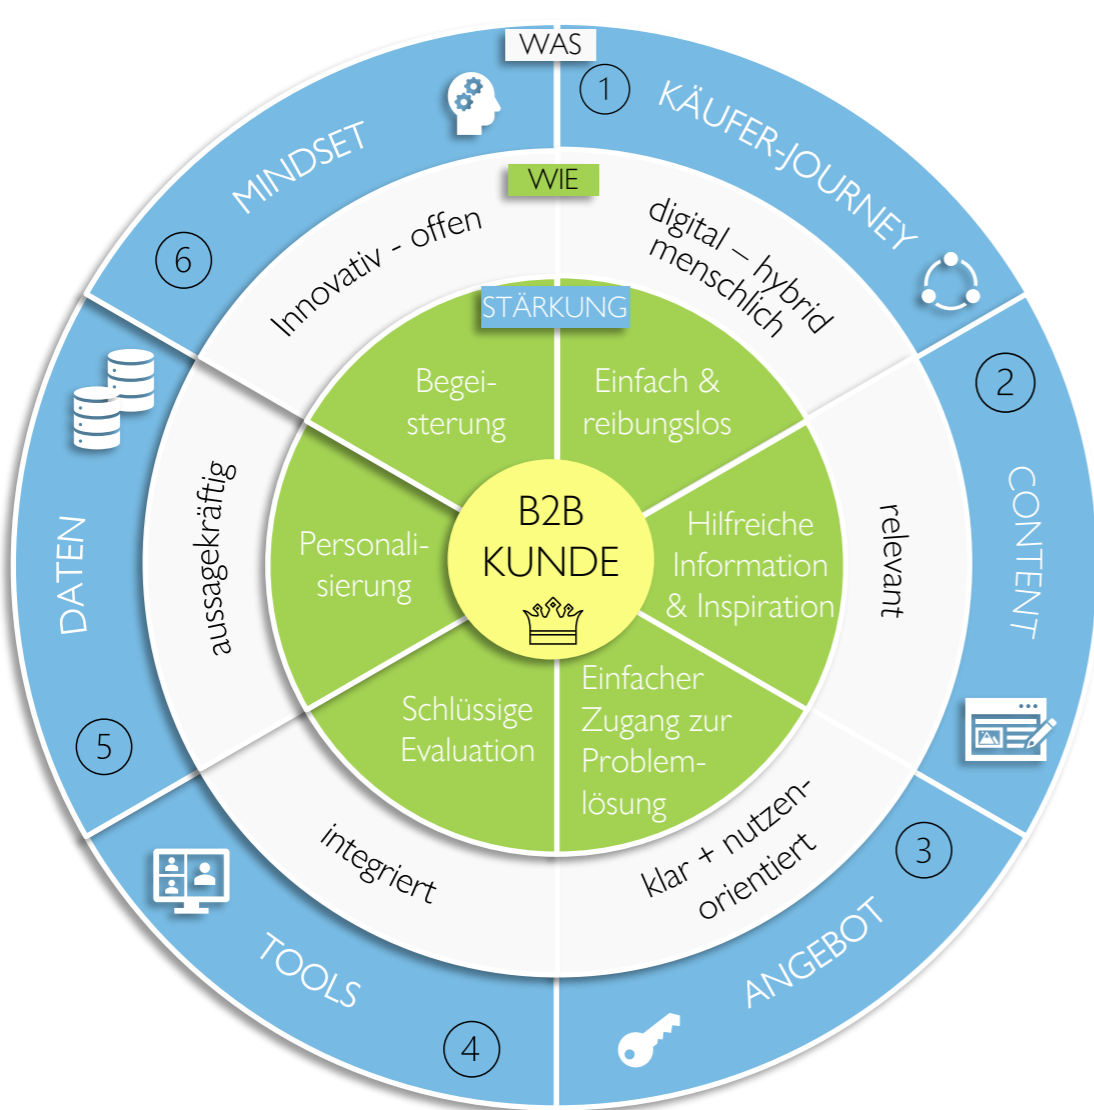 WAS
1
KÄUFER-JOURNEY
WIE
digital – hybrid
menschlich
STÄRKUNG
Einfach &
reibungslos
2
CONTENT
relevant
Hilfreiche
Information
& Inspiration
3
ANGEBOT
klar + nutzen-
orientiert
Einfacher
Zugang zur
Problem-
lösung
4
TOOLS
integriert
Schlüssige
Evaluation
5
DATEN
aussagekräftig
Personali-
sierung
6
MINDSET
Innovativ - offen
Begei-
sterung
B2B
KUNDE